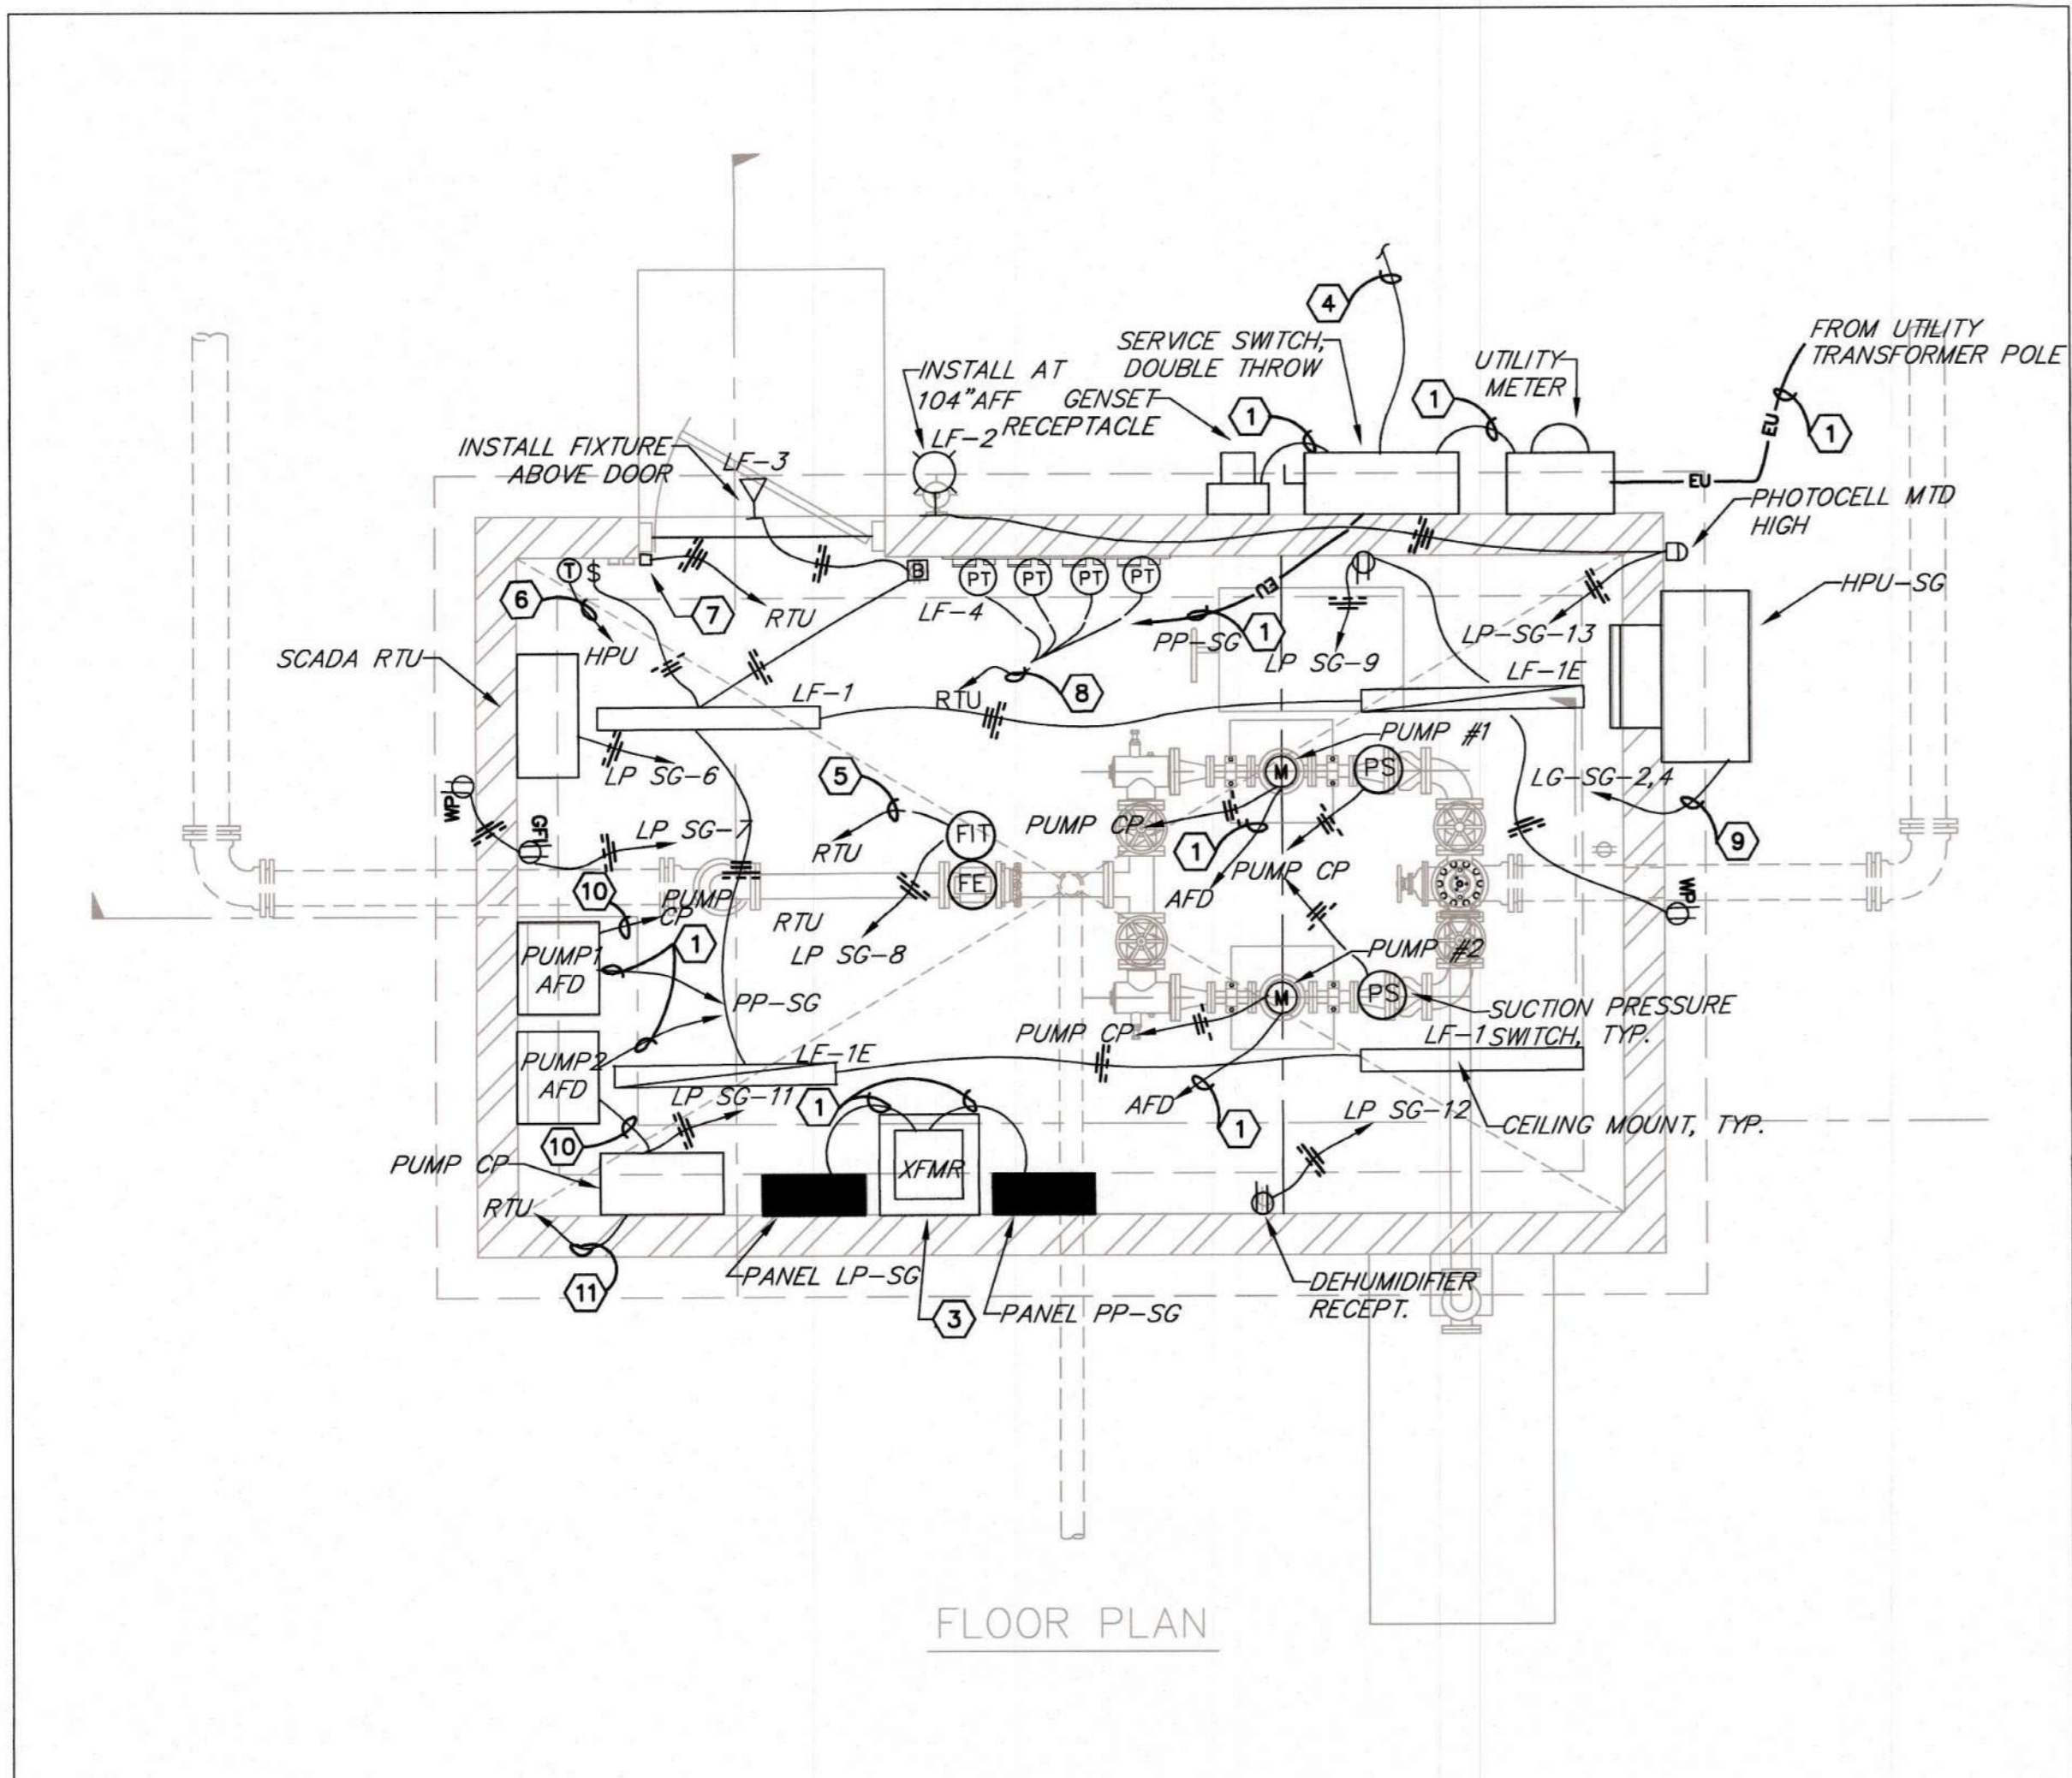 4
FROM UTILITY
TRANSFORMER POLE
SERVICE SWITCH,
DOUBLE THROW
UTILITY
METER
INSTALL AT
104"AFF
GENSET
RECEPTACLE
1
1
EU
1
LF-2
INSTALL FIXTURE
ABOVE DOOR
LF-3
EU
PHOTOCELL MTD
HIGH
T
$
B
PT
PT
PT
PT
EU
HPU-SG
6
7
RTU
LF-4
HPU
PP-SG
1
LP SG-9
LP-SG-13
SCADA RTU
LF-1
RTU
8
LF-1E
PUMP #1
LP SG-6
5
M
PS
LG-SG-2,4
WP
GFI
LP SG-7
RTU
FIT
PUMP CP
1
9
10
PUMP
CP
FE
PUMP CP
AFD
WP
RTU
LP SG-8
1
PUMP1
AFD
PUMP #2
PP-SG
M
PS
SUCTION PRESSURE
SWITCH, TYP.
PUMP CP
LF-1
PUMP2
AFD
LF-1E
LP SG-11
1
AFD
1
LP SG-12
CEILING MOUNT, TYP.
10
PUMP CP
XFMR
RTU
11
PANEL LP-SG
3
PANEL PP-SG
DEHUMIDIFIER
RECEPT.
FLOOR PLAN